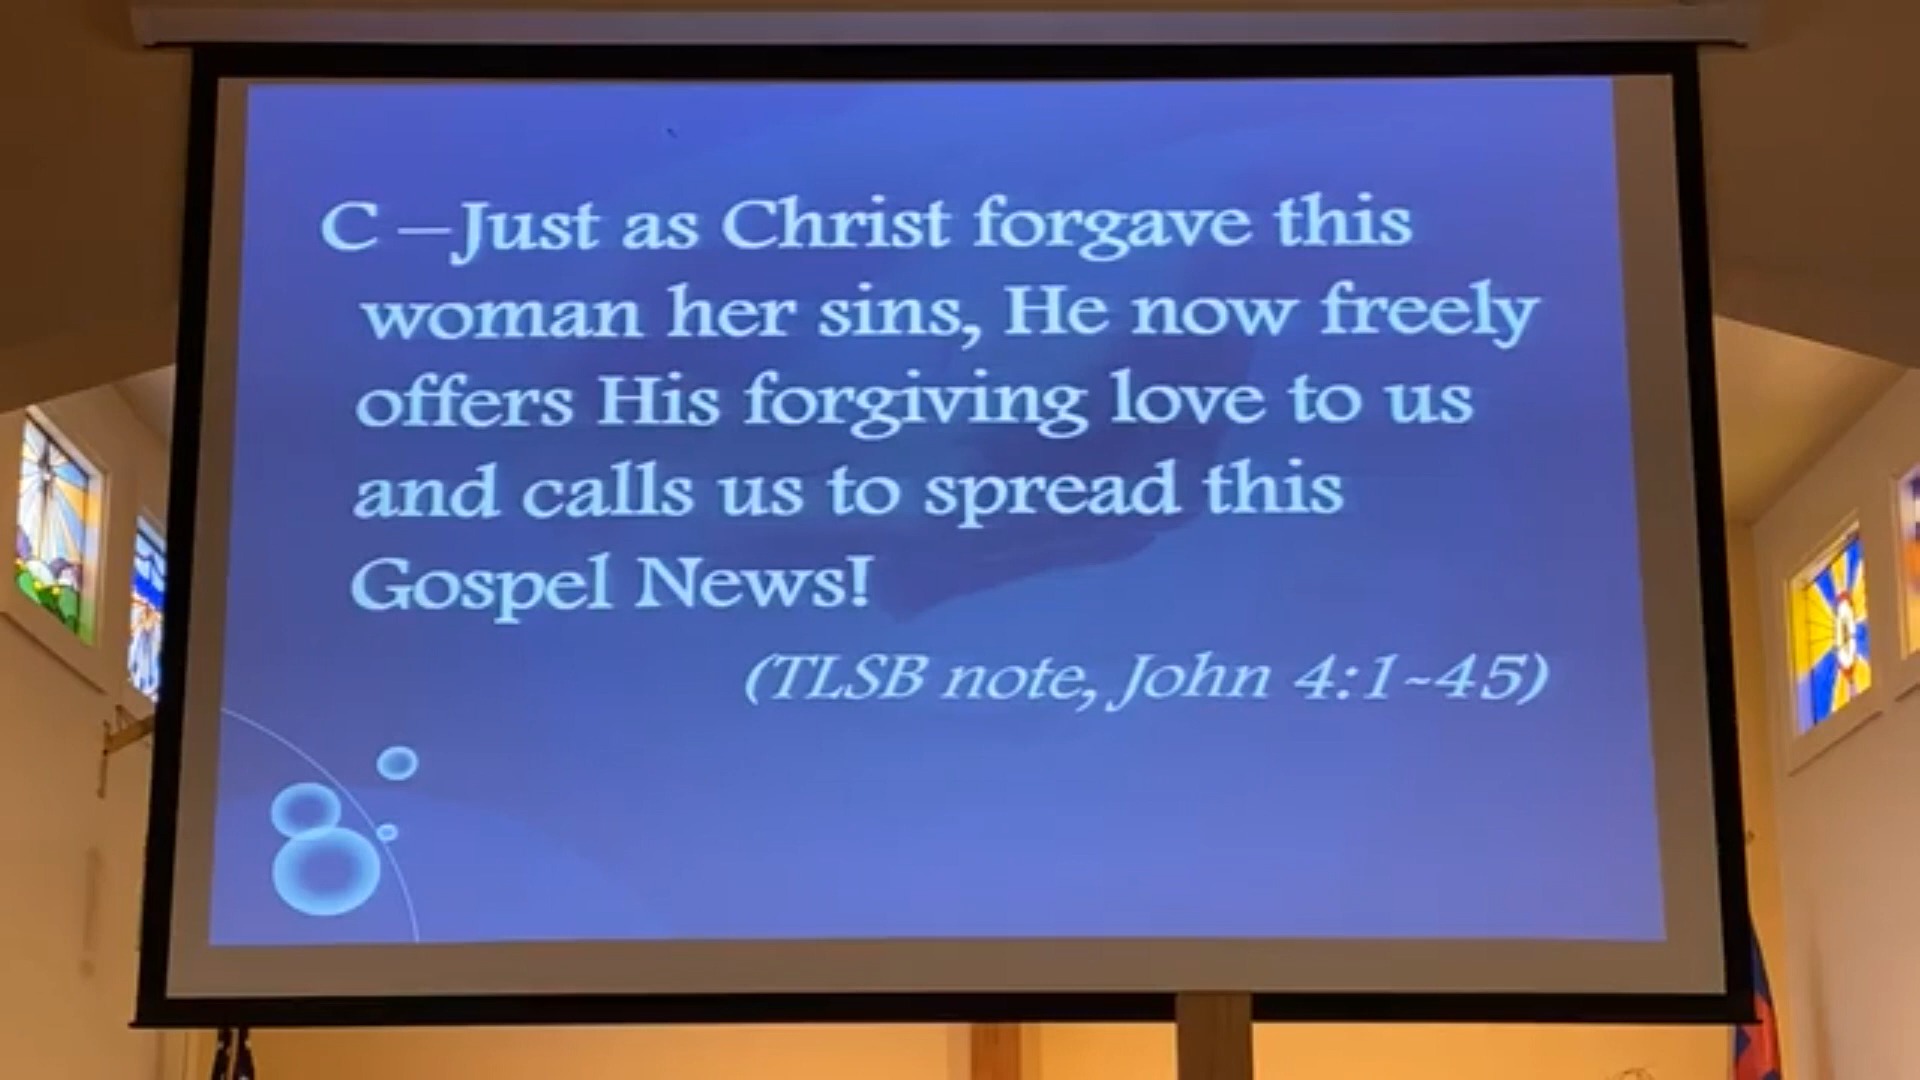 C – Just as Christ forgave this
woman her sins, He now freely
offers His forgiving love to us
and calls us to spread this
Gospel News!
(TLSB note, John 4:1-45)